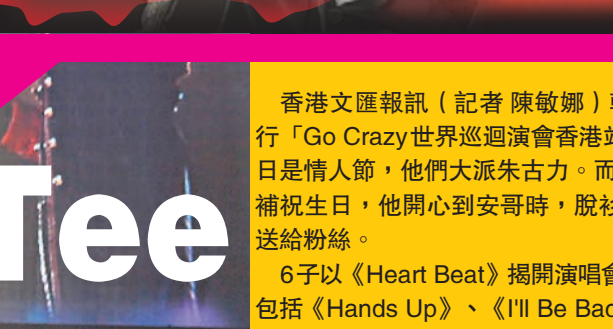 Tee
香港文匯報訊（記者 陳敏娜）
行「Go Crazy世界巡迴演會香港
日是情人節，他們大派朱古力。而
補祝生日，他開心到安哥時，脫衫
送給粉絲。
6子以《Heart Beat》揭開演唱會
包括《Hands Up》、《I'll Be Bac